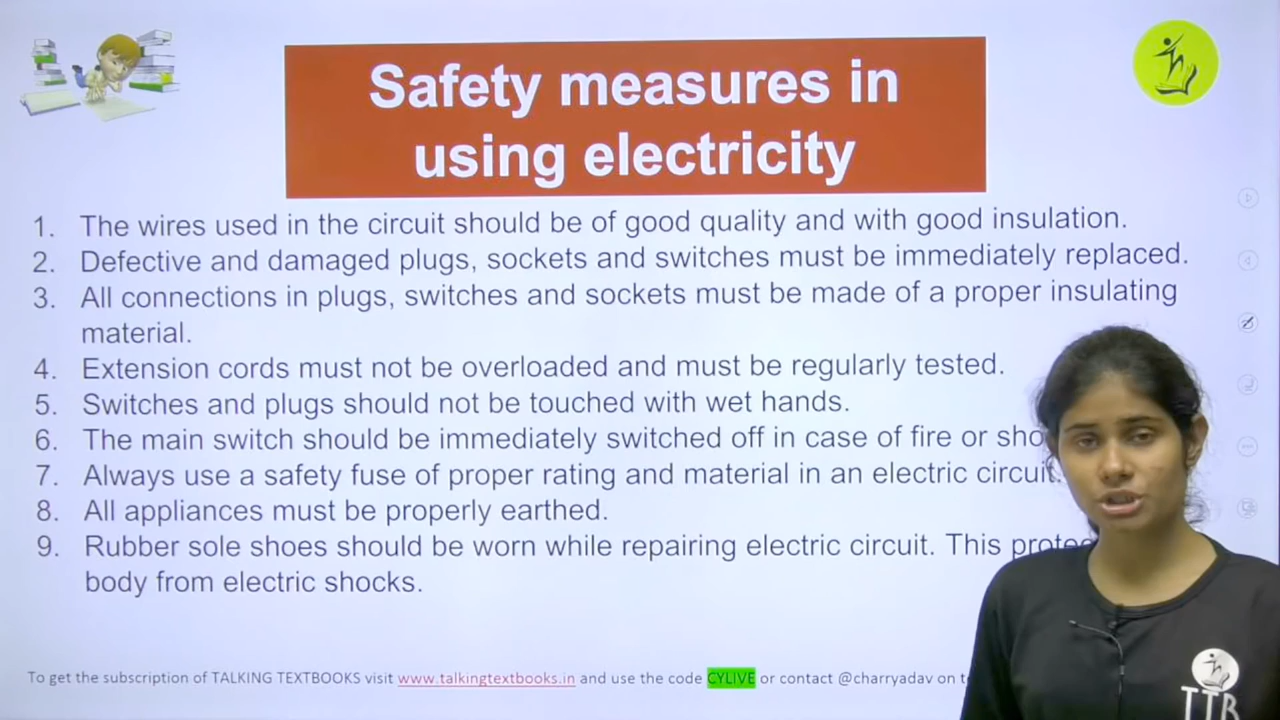 Safety measures in
using electricity
1. The wires used in the circuit should be of good quality and with good insulation.
2. Defective and damaged plugs, sockets and switches must be immediately replaced.
3. All connections in plugs, switches and sockets must be made of a proper insulating
material.
4. Extension cords must not be overloaded and must be regularly tested.
5. Switches and plugs should not be touched with wet hands.
6. The main switch should be immediately switched off in case of fire or
7. Always use a safety fuse of proper rating and material in an electric circuit.
8. All appliances must be properly earthed.
9. Rubber sole shoes should be worn while repairing electric circuit. This
body from electric shocks.
To get the subscription of TALKING TEXTBOOKS visit www.talkingtextbooks.in and use the code CYLIVE or contact @charryadav on
TTB